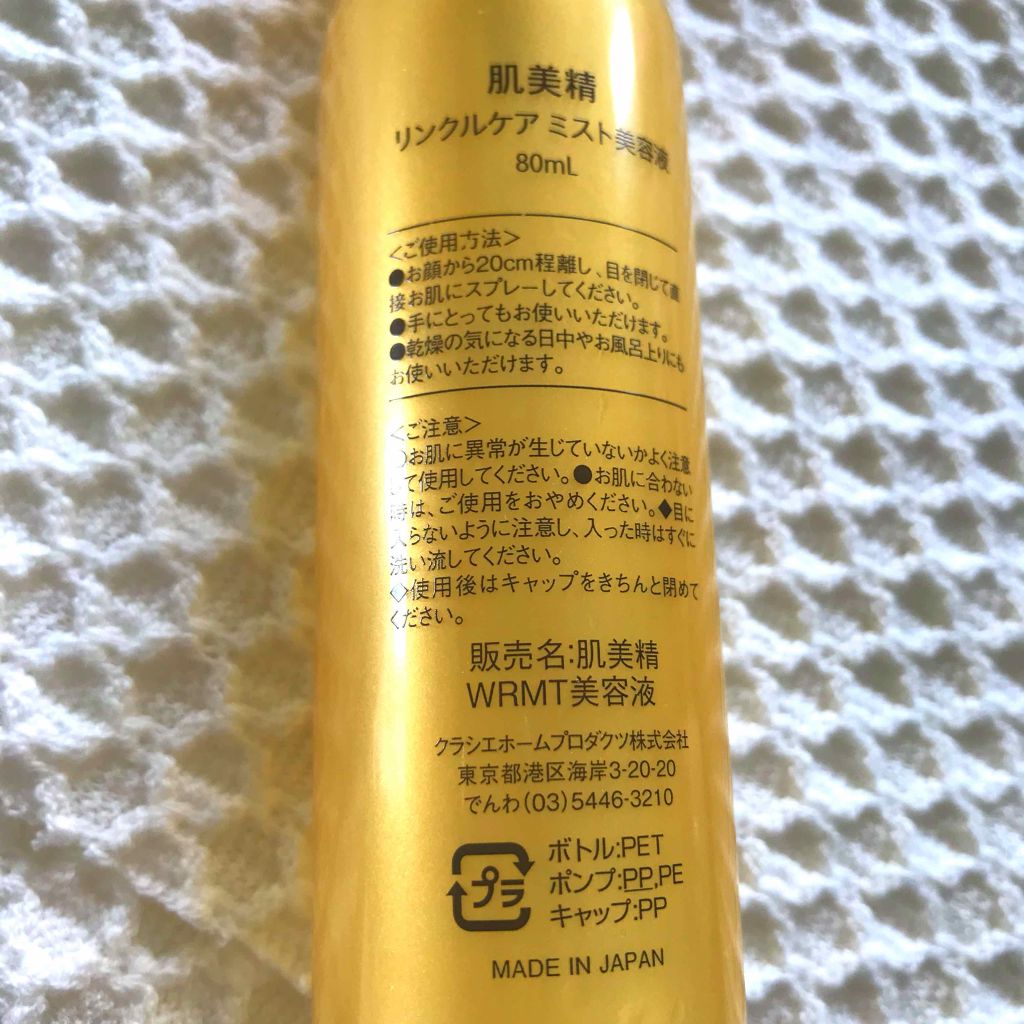 肌美精
リンクルケア ミスト美容液
80mL
<ご使用方法>
●お顔から20cm程離し、目を閉じて直
接お肌にスプレーしてください。
●手にとってもお使いいただけます。
●乾燥の気になる日中やお風呂上りにも
お使いいただけます。
<ご注意>
●お肌に異常が生じていないかよく注意
して使用してください。●お肌に合わない
時は、ご使用をおやめください。◆目に
入らないように注意し、入った時はすぐに
洗い流してください。
◆使用後はキャップをきちんと閉めて
ください。
販売名:肌美精
WRMT美容液
クラシエホームプロダクツ株式会社
東京都港区海岸3-20-20
でんわ(03)5446-3210
プラ
ボトル:PET
ポンプ:PP,PE
キャップ:PP
MADE IN JAPAN